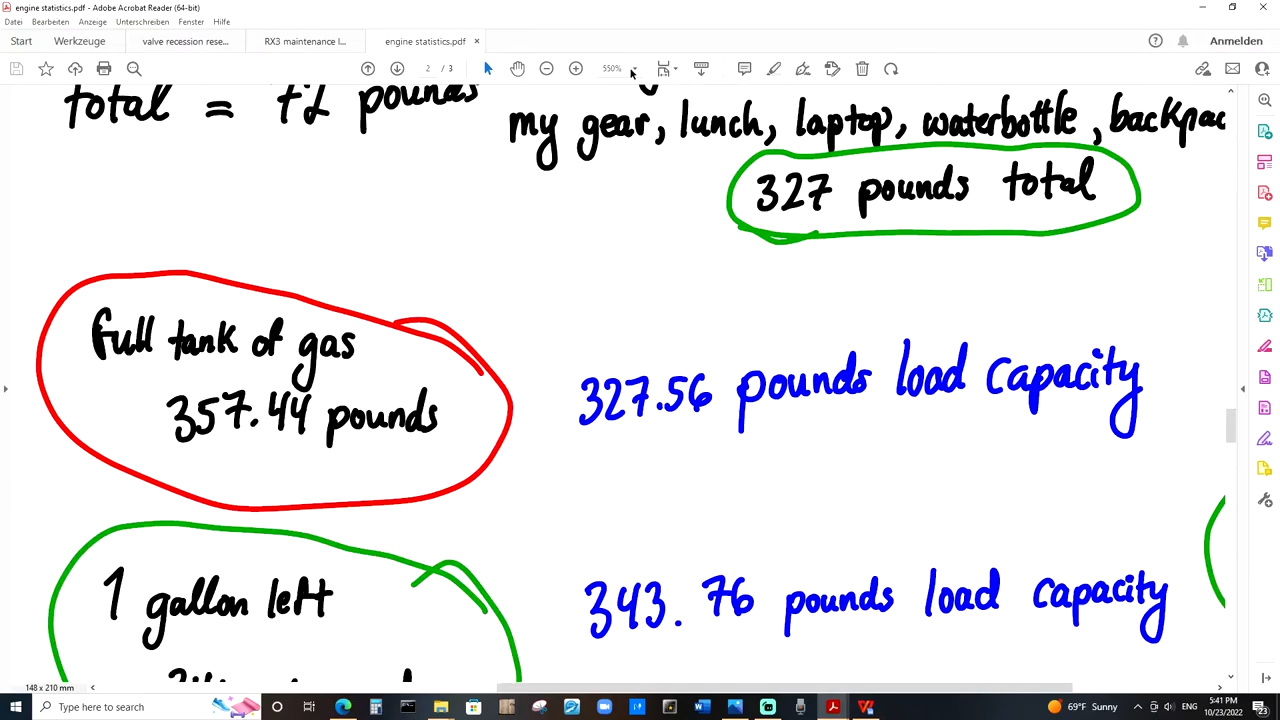 engine statistics.pdf - Adobe Acrobat Reader (64-bit)
Datei Bearbeiten Anzeige Unterschreiben Fenster Hilfe
Start Werkzeuge valve recession rese... RX3 maintenance l... engine statistics.pdf × Anmelden
2 / 3 550%
total = 72 pounds
my gear, lunch, laptop, waterbottle, backpac
327 pounds total
full tank of gas
357.44 pounds
327.56 pounds load capacity
1 gallon left
343.76 pounds load capacity
148 x 210 mm
Type here to search
69°F Sunny
5:41 PM
10/23/2022